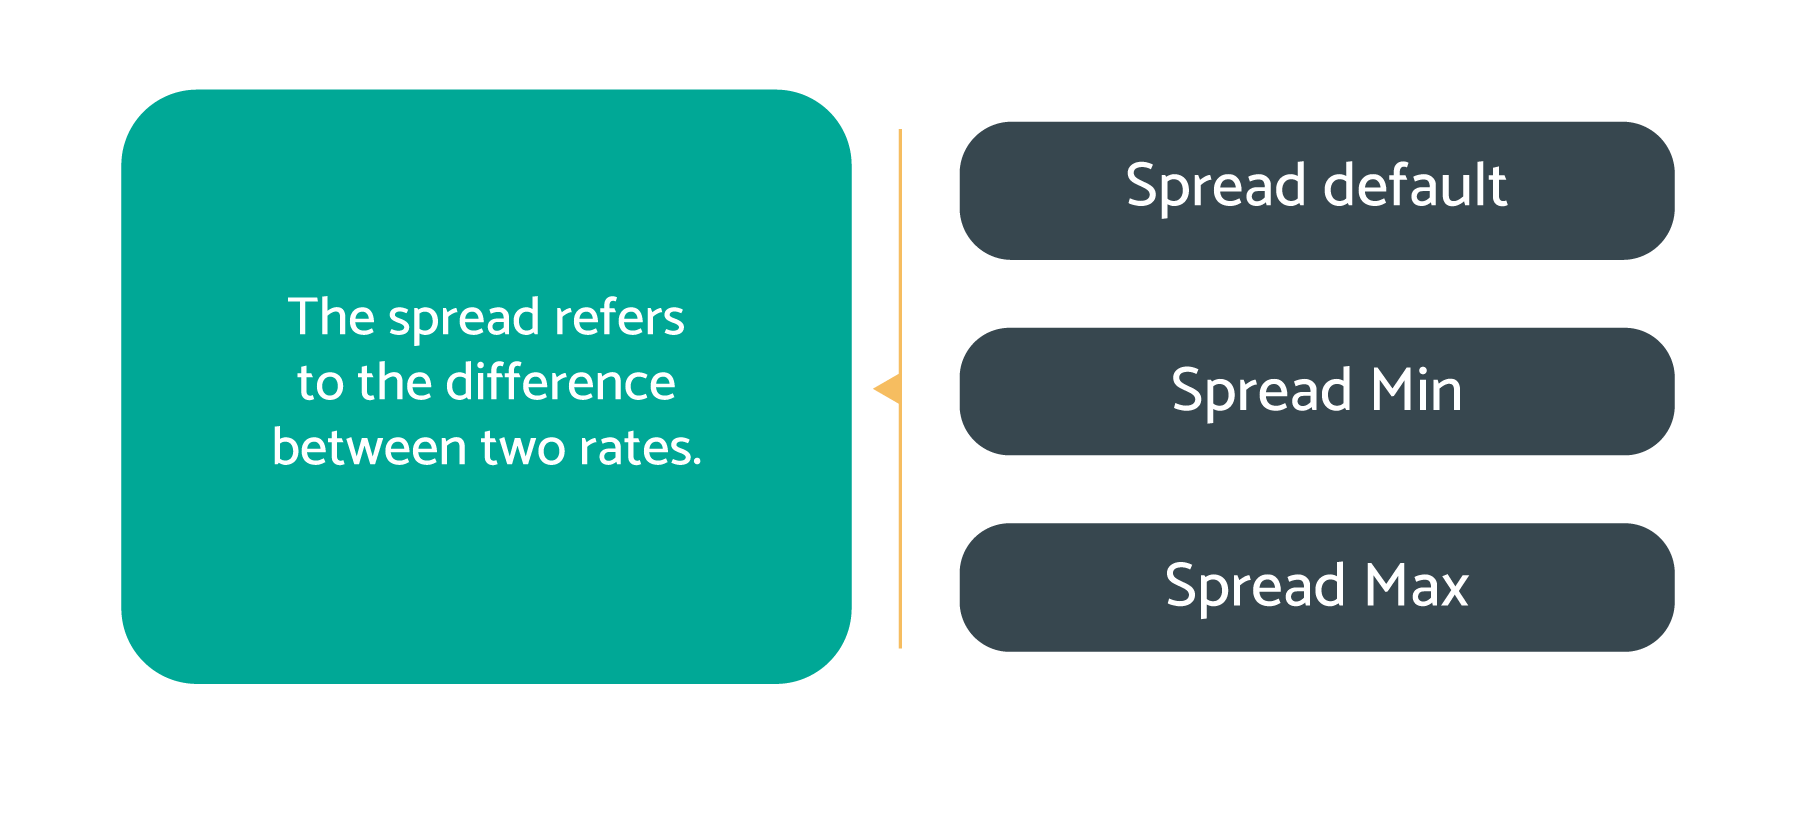 The spread refers
to the difference
between two rates.
Spread default
Spread Min
Spread Max